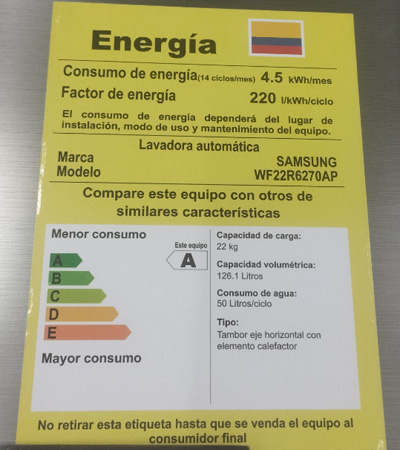 Energía
Consumo de energía(14 ciclos/mes) 4.5 kWh/mes
Factor de energía 220 l/kWh/ciclo
El consumo de energía dependerá del lugar de
instalación, modo de uso y mantenimiento del equipo.
Lavadora automática
Marca SAMSUNG
Modelo WF22R6270AP
Compare este equipo con otros de
similares características
Menor consumo
Este equipo
A A
B
C
D
E
Mayor consumo
Capacidad de carga:
22 kg
Capacidad volumétrica:
126.1 Litros
Consumo de agua:
50 Litros/ciclo
Tipo:
Tambor eje horizontal con
elemento calefactor
No retirar esta etiqueta hasta que se venda el equipo al
consumidor final